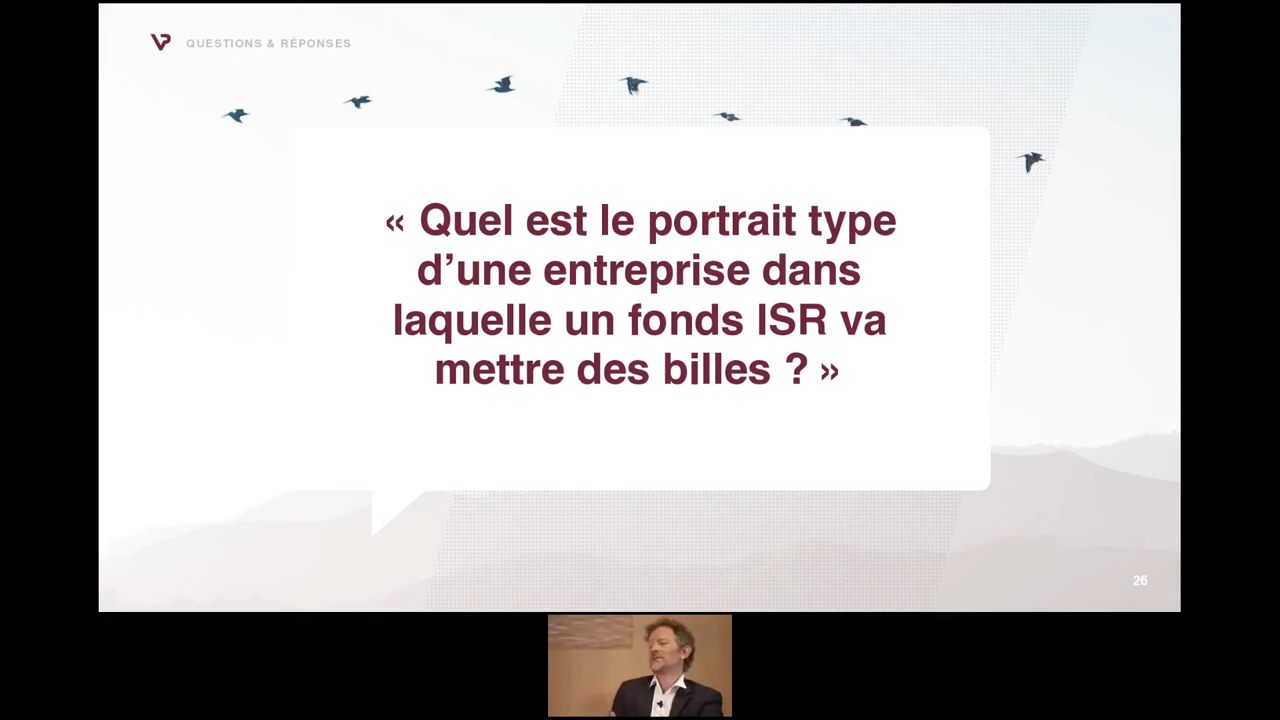 VP QUESTIONS & RÉPONSES
« Quel est le portrait type
d’une entreprise dans
laquelle un fonds ISR va
mettre des billes ? »
26